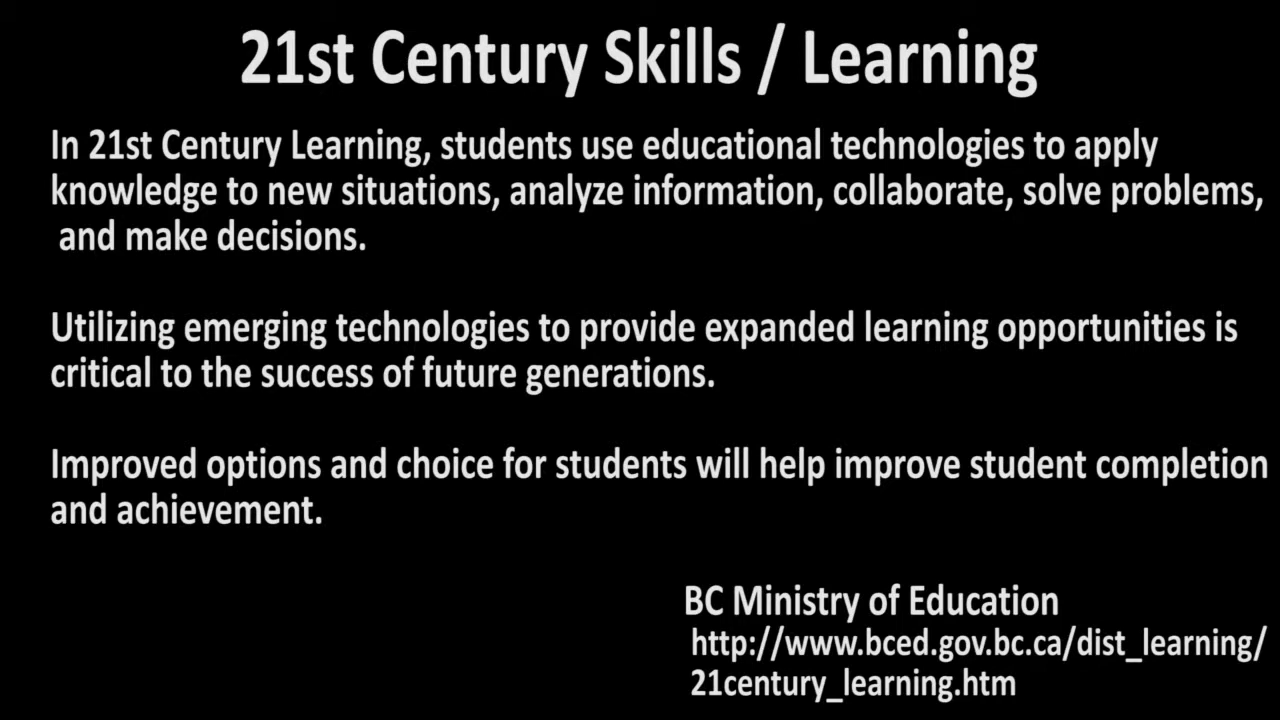 21st Century Skills / Learning
In 21st Century Learning, students use educational technologies to apply
knowledge to new situations, analyze information, collaborate, solve problems,
and make decisions.
Utilizing emerging technologies to provide expanded learning opportunities is
critical to the success of future generations.
Improved options and choice for students will help improve student completion
and achievement.
BC Ministry of Education
http://www.bced.gov.bc.ca/dist_learning/
21century_learning.htm